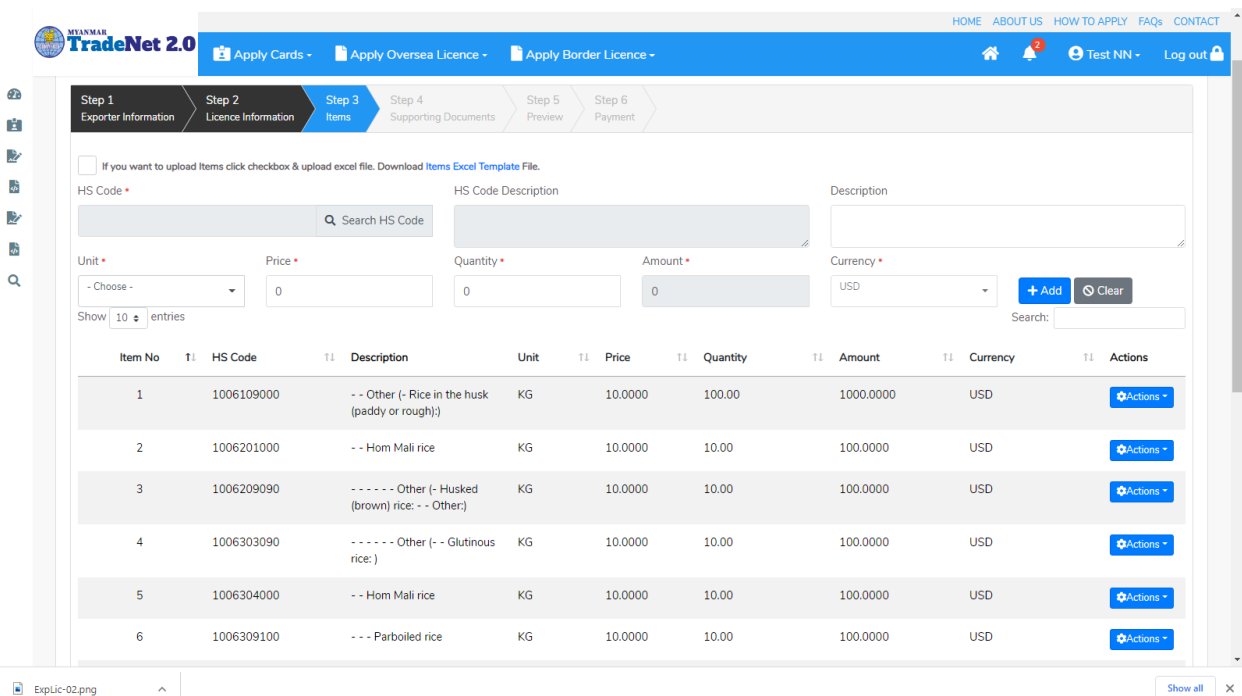 HOME ABOUT US HOW TO APPLY FAQs CONTACT
MYANMAR
TradeNet 2.0
Apply Cards Apply Oversea Licence Apply Border Licence 2 Test NN Log out
Step 1 Step 2 Step 3 Step 4 Step 5 Step 6
Exporter Information Licence Information Items Supporting Documents Preview Payment
If you want to upload Items click checkbox & upload excel file. Download Items Excel Template File.
HS Code • HS Code Description Description
Search HS Code
Unit • Price • Quantity • Amount • Currency •
- Choose - 0 0 0 USD + Add Clear
Show 10 entries Search:
Item No HS Code Description Unit Price Quantity Amount Currency Actions
1 1006109000 - - Other (- Rice in the husk KG 10.0000 100.00 1000.0000 USD Actions
(paddy or rough):)
2 1006201000 - - Hom Mali rice KG 10.0000 10.00 100.0000 USD Actions
3 1006209090 - - - - - - Other (- Husked KG 10.0000 10.00 100.0000 USD Actions
(brown) rice: - - Other:)
4 1006303090 - - - - - - Other (- - Glutinous KG 10.0000 10.00 100.0000 USD Actions
rice: )
5 1006304000 - - Hom Mali rice KG 10.0000 10.00 100.0000 USD Actions
6 1006309100 - - - Parboiled rice KG 10.0000 10.00 100.0000 USD Actions
ExpLic-02.png Show all